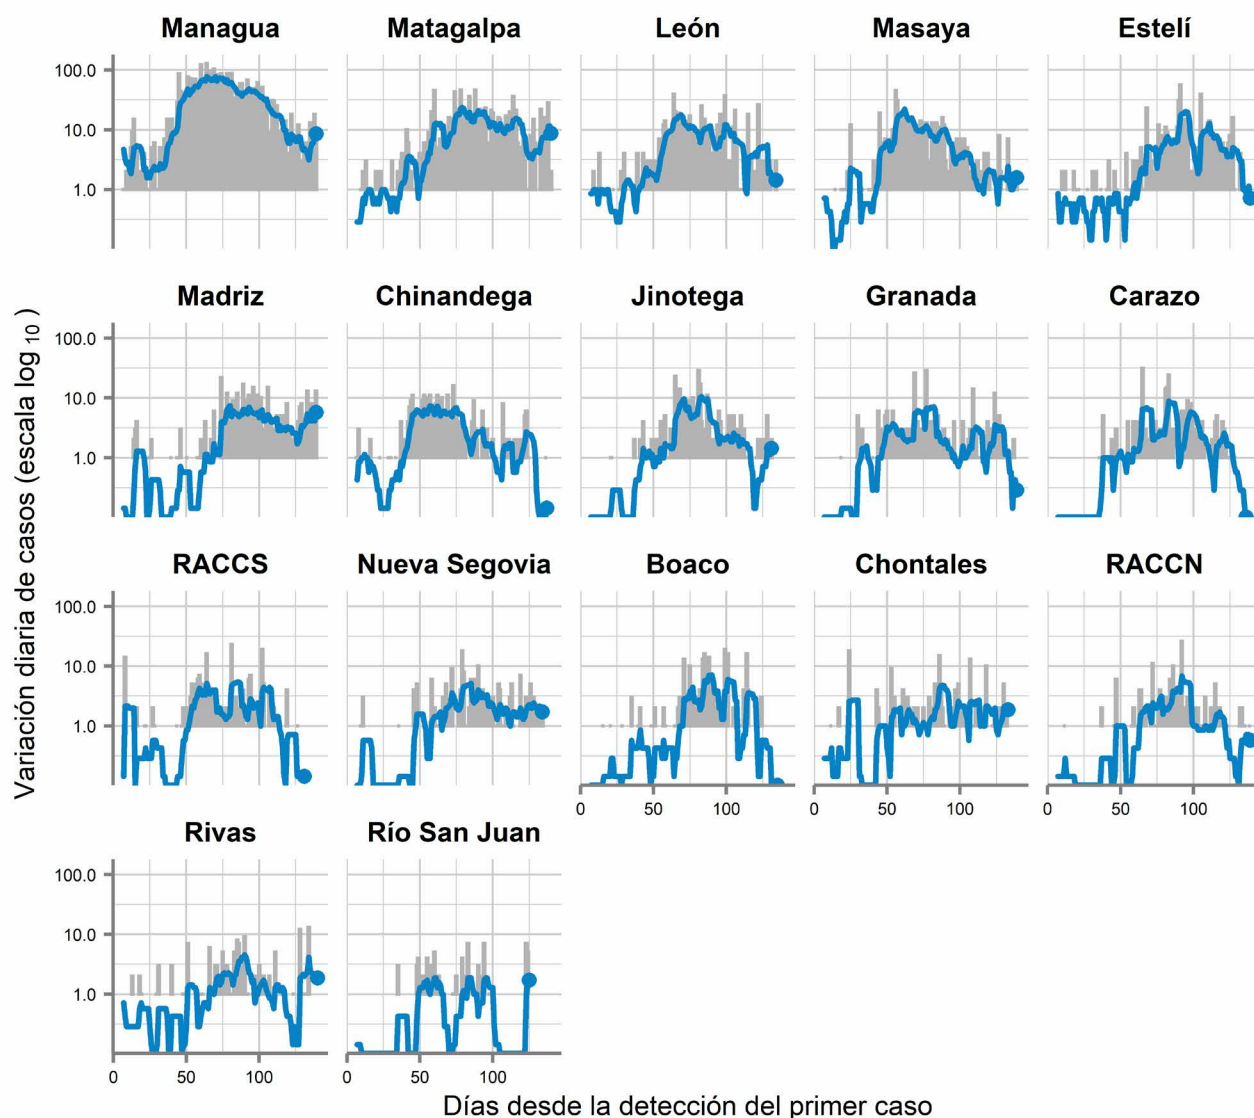 Managua Matagalpa León Masaya Estelí
100.0
10.0
1.0
Madriz Chinandega Jinotega Granada Carazo
100.0
10.0
1.0
RACCS Nueva Segovia Boaco Chontales RACCN
100.0
10.0
1.0
0 50 100 0 50 100 0 50 100
Rivas Río San Juan
100.0
10.0
1.0
0 50 100 0 50 100
Variación diaria de casos (escala log 10 )
Días desde la detección del primer caso